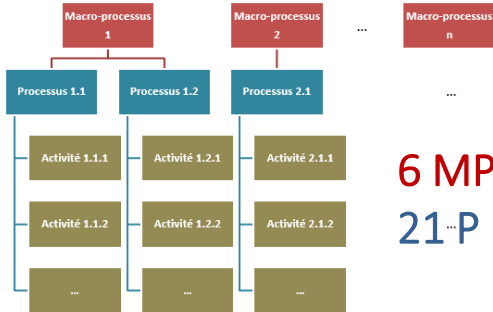 Macro-processus
1
Macro-processus
2
...
Macro-processus
n
Processus 1.1
Processus 1.2
Processus 2.1
...
Activité 1.1.1
Activité 1.2.1
Activité 2.1.1
6 MP
Activité 1.1.2
Activité 1.2.2
Activité 2.1.2
21 P
...
...
...
...